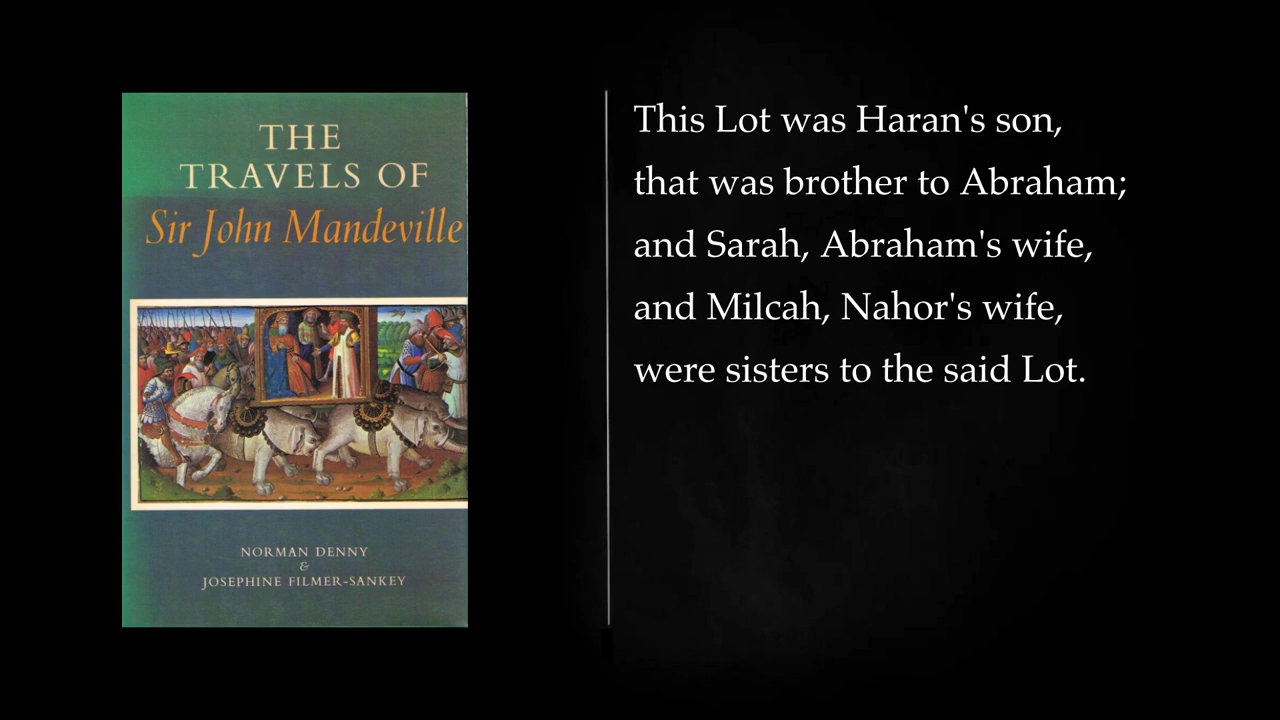 THE
TRAVELS OF
Sir John Mandeville
NORMAN DENNY
&
JOSEPHINE FILMER-SANKEY
This Lot was Haran's son,
that was brother to Abraham;
and Sarah, Abraham's wife,
and Milcah, Nahor's wife,
were sisters to the said Lot.